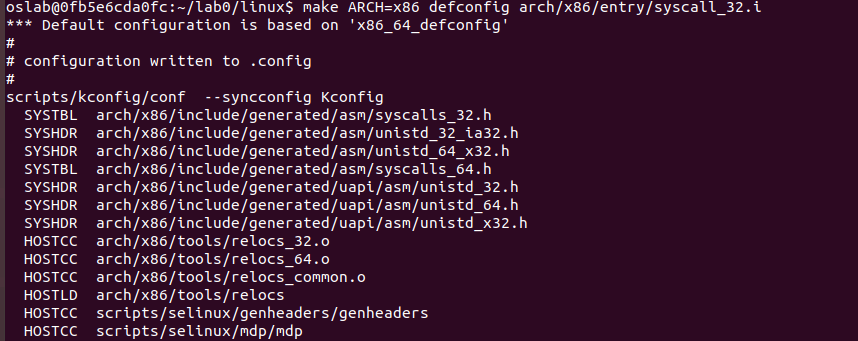 oslab@0fb5e6cda0fc:~/lab0/linux$ make ARCH=x86 defconfig arch/x86/entry/syscall_32.i
*** Default configuration is based on 'x86_64_defconfig'
#
# configuration written to .config
#
scripts/kconfig/conf  --syncconfig Kconfig
  SYSTBL  arch/x86/include/generated/asm/syscalls_32.h
  SYSHDR  arch/x86/include/generated/asm/unistd_32_ia32.h
  SYSHDR  arch/x86/include/generated/asm/unistd_64_x32.h
  SYSTBL  arch/x86/include/generated/asm/syscalls_64.h
  SYSHDR  arch/x86/include/generated/uapi/asm/unistd_32.h
  SYSHDR  arch/x86/include/generated/uapi/asm/unistd_64.h
  SYSHDR  arch/x86/include/generated/uapi/asm/unistd_x32.h
  HOSTCC  arch/x86/tools/relocs_32.o
  HOSTCC  arch/x86/tools/relocs_64.o
  HOSTCC  arch/x86/tools/relocs_common.o
  HOSTLD  arch/x86/tools/relocs
  HOSTCC  scripts/selinux/genheaders/genheaders
  HOSTCC  scripts/selinux/mdp/mdp